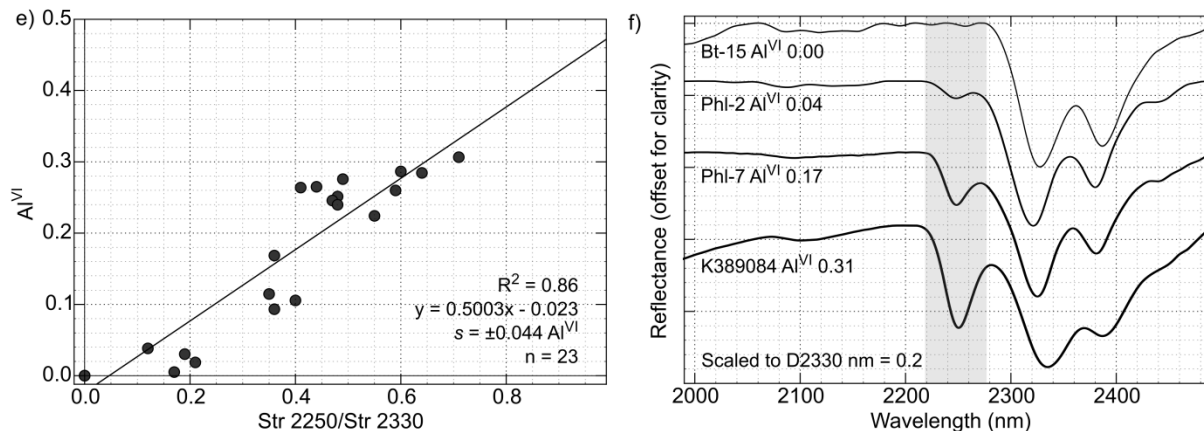 e)
0.5
0.4
0.3
0.2
0.1
0.0
Al^VI
R² = 0.86
y = 0.5003x - 0.023
s = ±0.044 Al^VI
n = 23
0.0 0.2 0.4 0.6 0.8
Str 2250/Str 2330
f)
Reflectance (offset for clarity)
Bt-15 Al^VI 0.00
Phl-2 Al^VI 0.04
Phl-7 Al^VI 0.17
K389084 Al^VI 0.31
Scaled to D2330 nm = 0.2
2000 2100 2200 2300 2400
Wavelength (nm)